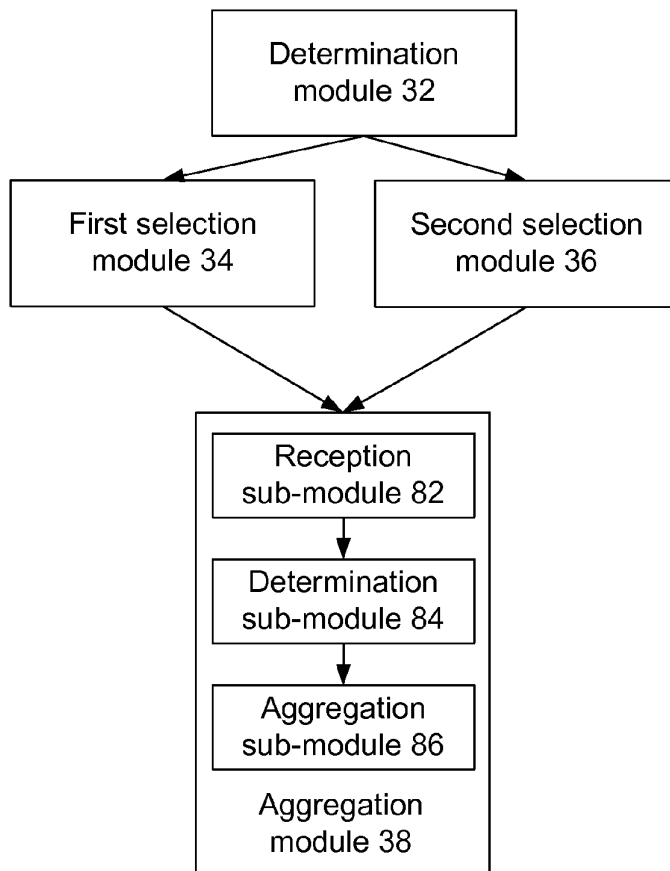 Determination
module 32
First selection
module 34
Second selection
module 36
Reception
sub-module 82
Determination
sub-module 84
Aggregation
sub-module 86
Aggregation
module 38